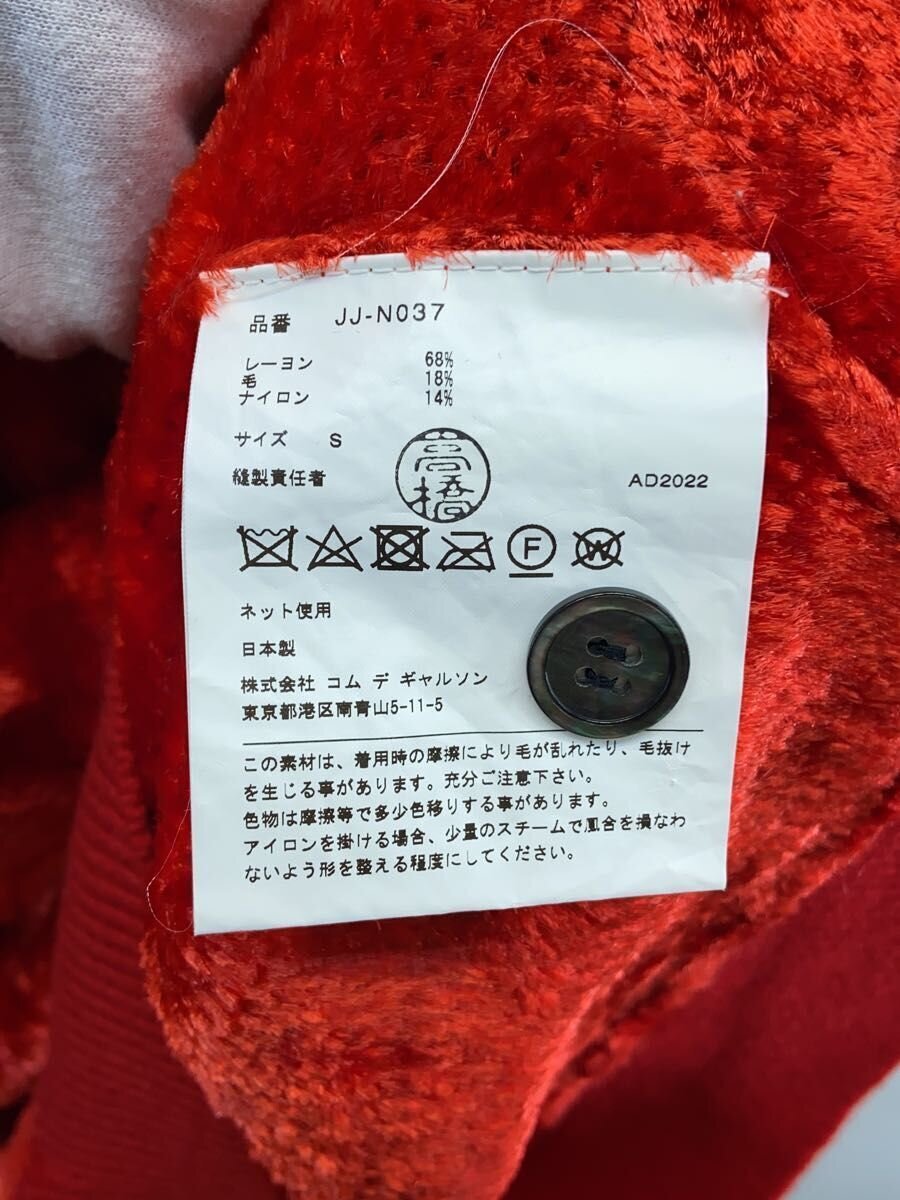 品番 JJ-N037
レーヨン 68%
毛 18%
ナイロン 14%
サイズ S
縫製責任者 高橋 AD2022
F W
ネット使用
日本製
株式会社 コム デ ギャルソン
東京都港区南青山5-11-5
この素材は、着用時の摩擦により毛が乱れたり、毛抜け
を生じる事があります。充分ご注意下さい。
色物は摩擦等で多少色移りする事があります。
アイロンを掛ける場合、少量のスチームで風合を損なわ
ないよう形を整える程度にしてください。